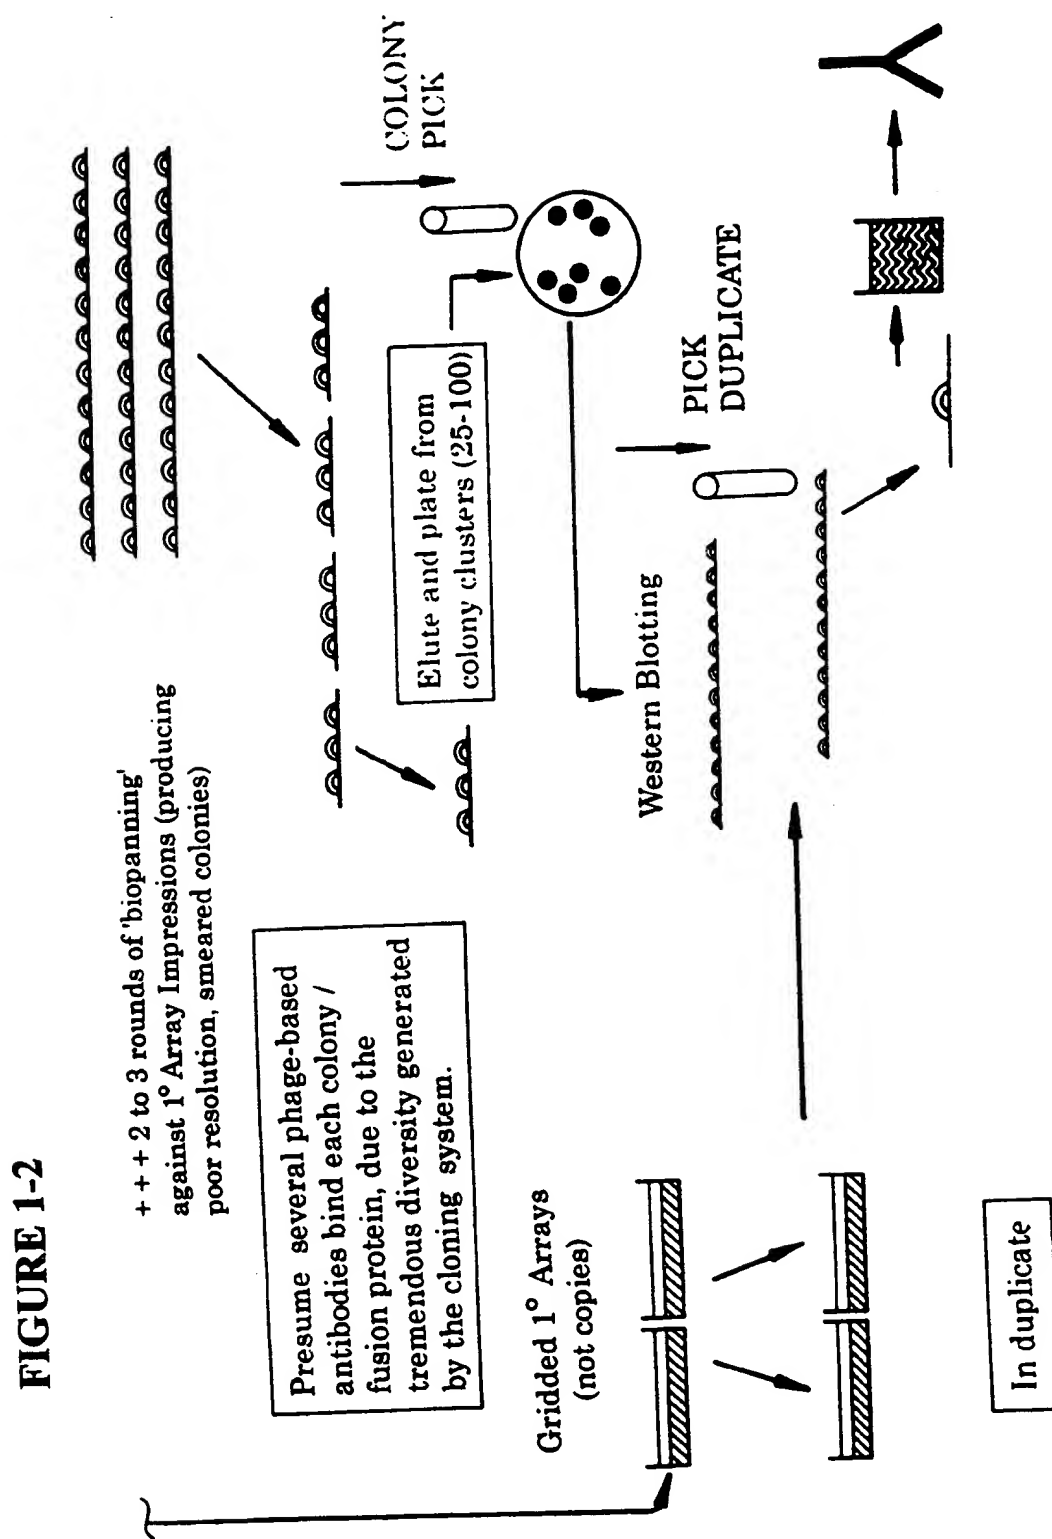 FIGURE 1-2
+ + + 2 to 3 rounds of 'biopanning'
against 1° Array Impressions (producing
poor resolution, smeared colonies)
Presume several phage-based
antibodies bind each colony /
fusion protein, due to the
tremendous diversity generated
by the cloning system.
Elute and plate from
colony clusters (25-100)
COLONY
PICK
Gridded 1° Arrays
(not copies)
Western Blotting
PICK
DUPLICATE
In duplicate